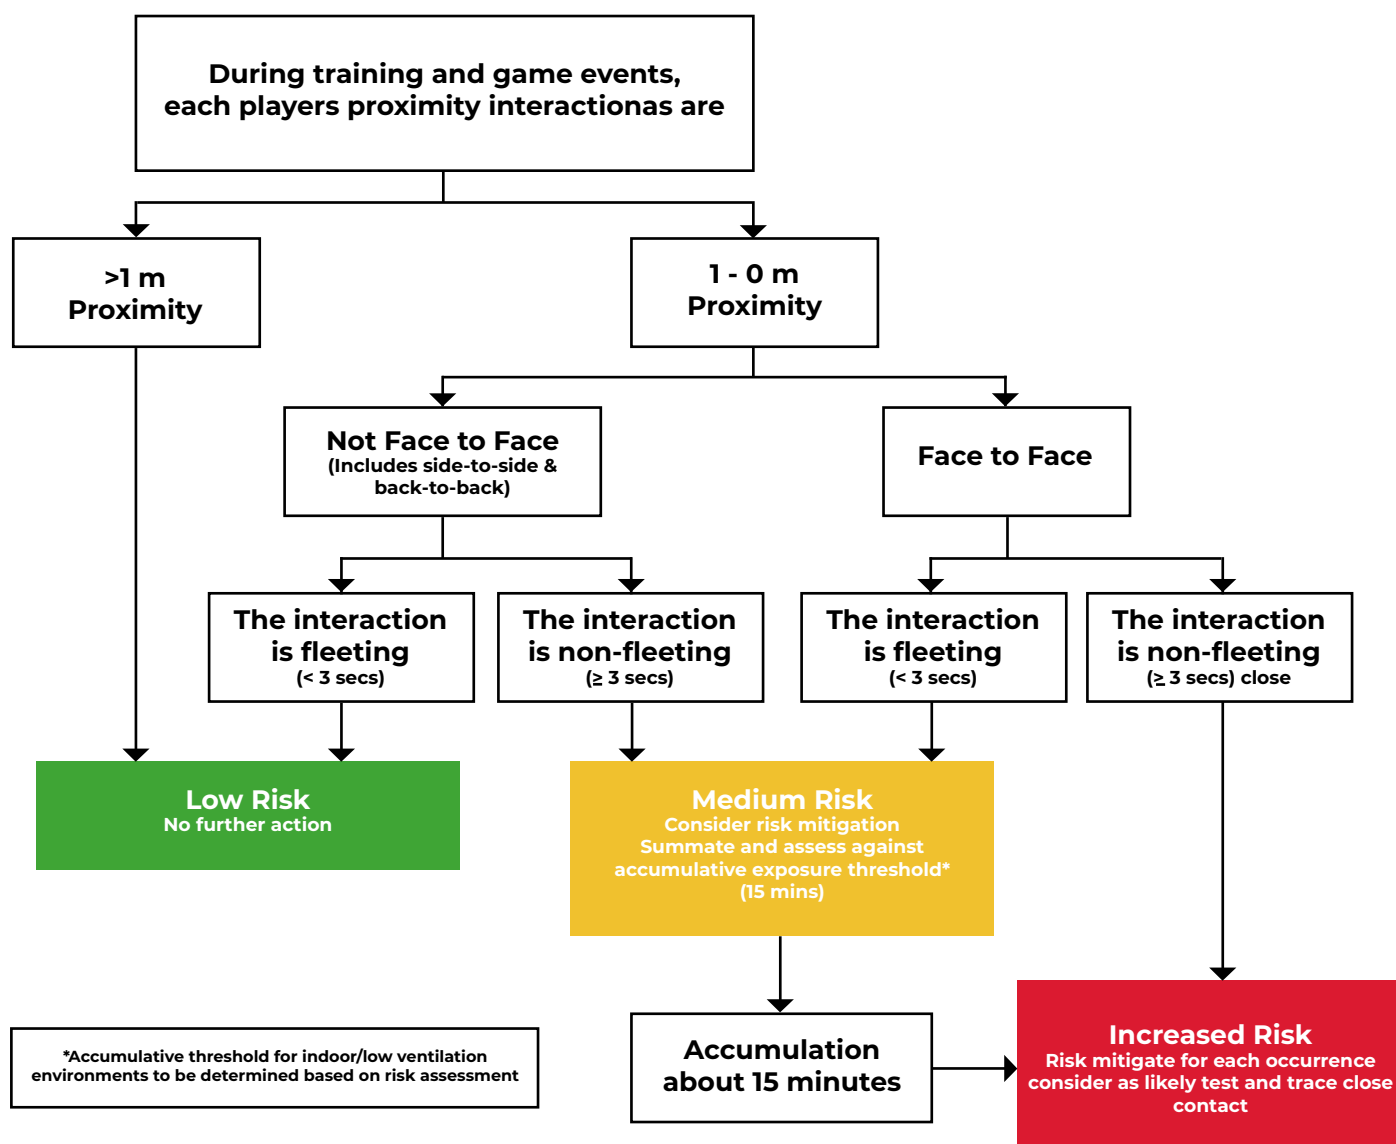 During training and game events,
each players proximity interactionas are
>1 m
Proximity
1 - 0 m
Proximity
Not Face to Face
(Includes side-to-side &
back-to-back)
Face to Face
The interaction
is fleeting
(< 3 secs)
The interaction
is non-fleeting
(≥ 3 secs)
The interaction
is fleeting
(< 3 secs)
The interaction
is non-fleeting
(≥ 3 secs) close
Low Risk
No further action
Medium Risk
Consider risk mitigation
Summate and assess against
accumulative exposure threshold*
(15 mins)
Accumulation
about 15 minutes
Increased Risk
Risk mitigate for each occurrence
consider as likely test and trace close
contact
*Accumulative threshold for indoor/low ventilation
environments to be determined based on risk assessment